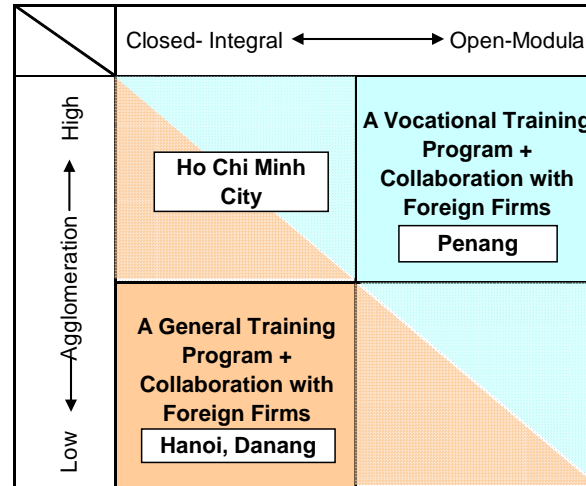 Closed- Integral
Open-Modula
High
Agglomeration
Low
Ho Chi Minh
City
A Vocational Training
Program +
Collaboration with
Foreign Firms
Penang
A General Training
Program +
Collaboration with
Foreign Firms
Hanoi, Danang